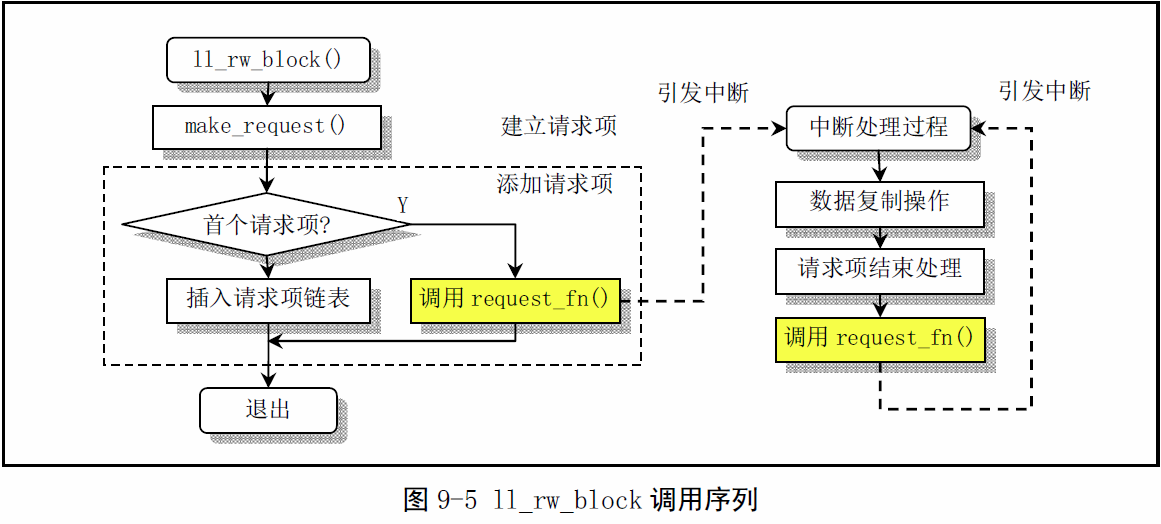 ll_rw_block()
make_request()
建立请求项
添加请求项
首个请求项?
Y
插入请求项链表
调用 request_fn()
退出
引发中断
引发中断
中断处理过程
数据复制操作
请求项结束处理
调用 request_fn()
图 9-5 ll_rw_block 调用序列